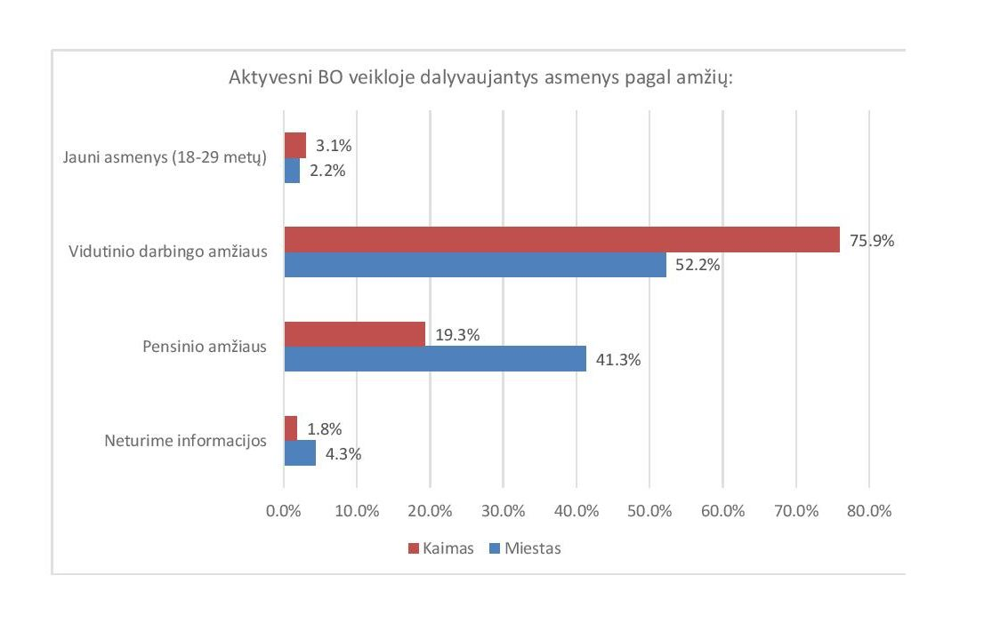 Aktyvesni BO veikloje dalyvaujantys asmenys pagal amžių:
Jauni asmenys (18-29 metų)
3.1%
2.2%
Vidutinio darbingo amžiaus
75.9%
52.2%
Pensinio amžiaus
19.3%
41.3%
Neturime informacijos
1.8%
4.3%
0.0% 10.0% 20.0% 30.0% 40.0% 50.0% 60.0% 70.0% 80.0%
Kaimas Miestas